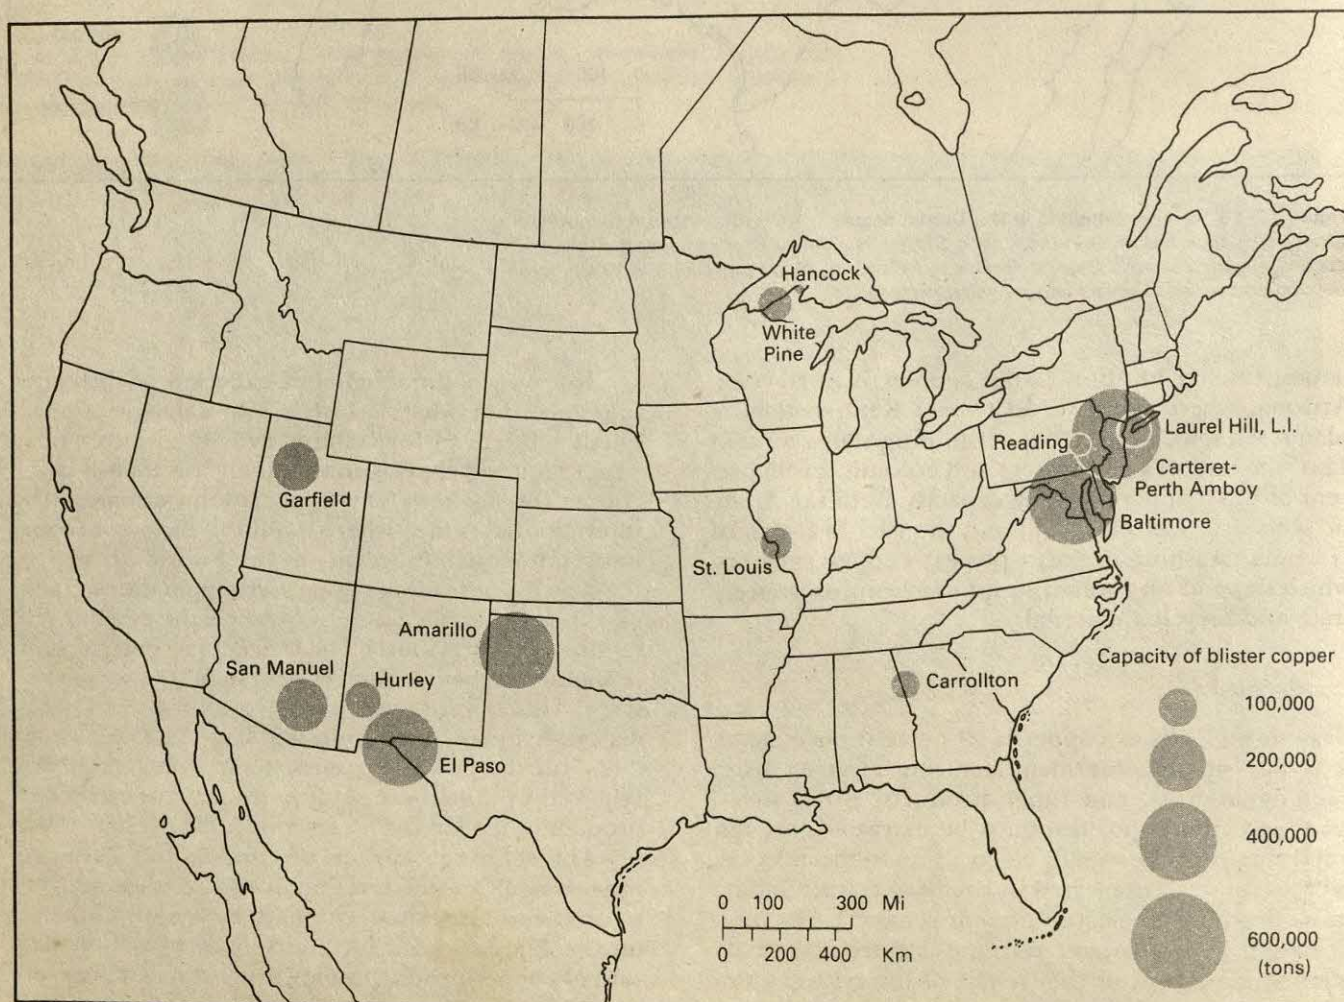 Hancock
White
Pine
Reading
Laurel Hill, L.I.
Carteret-
Perth Amboy
Baltimore
Garfield
St. Louis
Amarillo
San Manuel
Hurley
El Paso
Carrollton
Capacity of blister copper
100,000
200,000
400,000
600,000
(tons)
0 100 300 Mi
0 200 400 Km